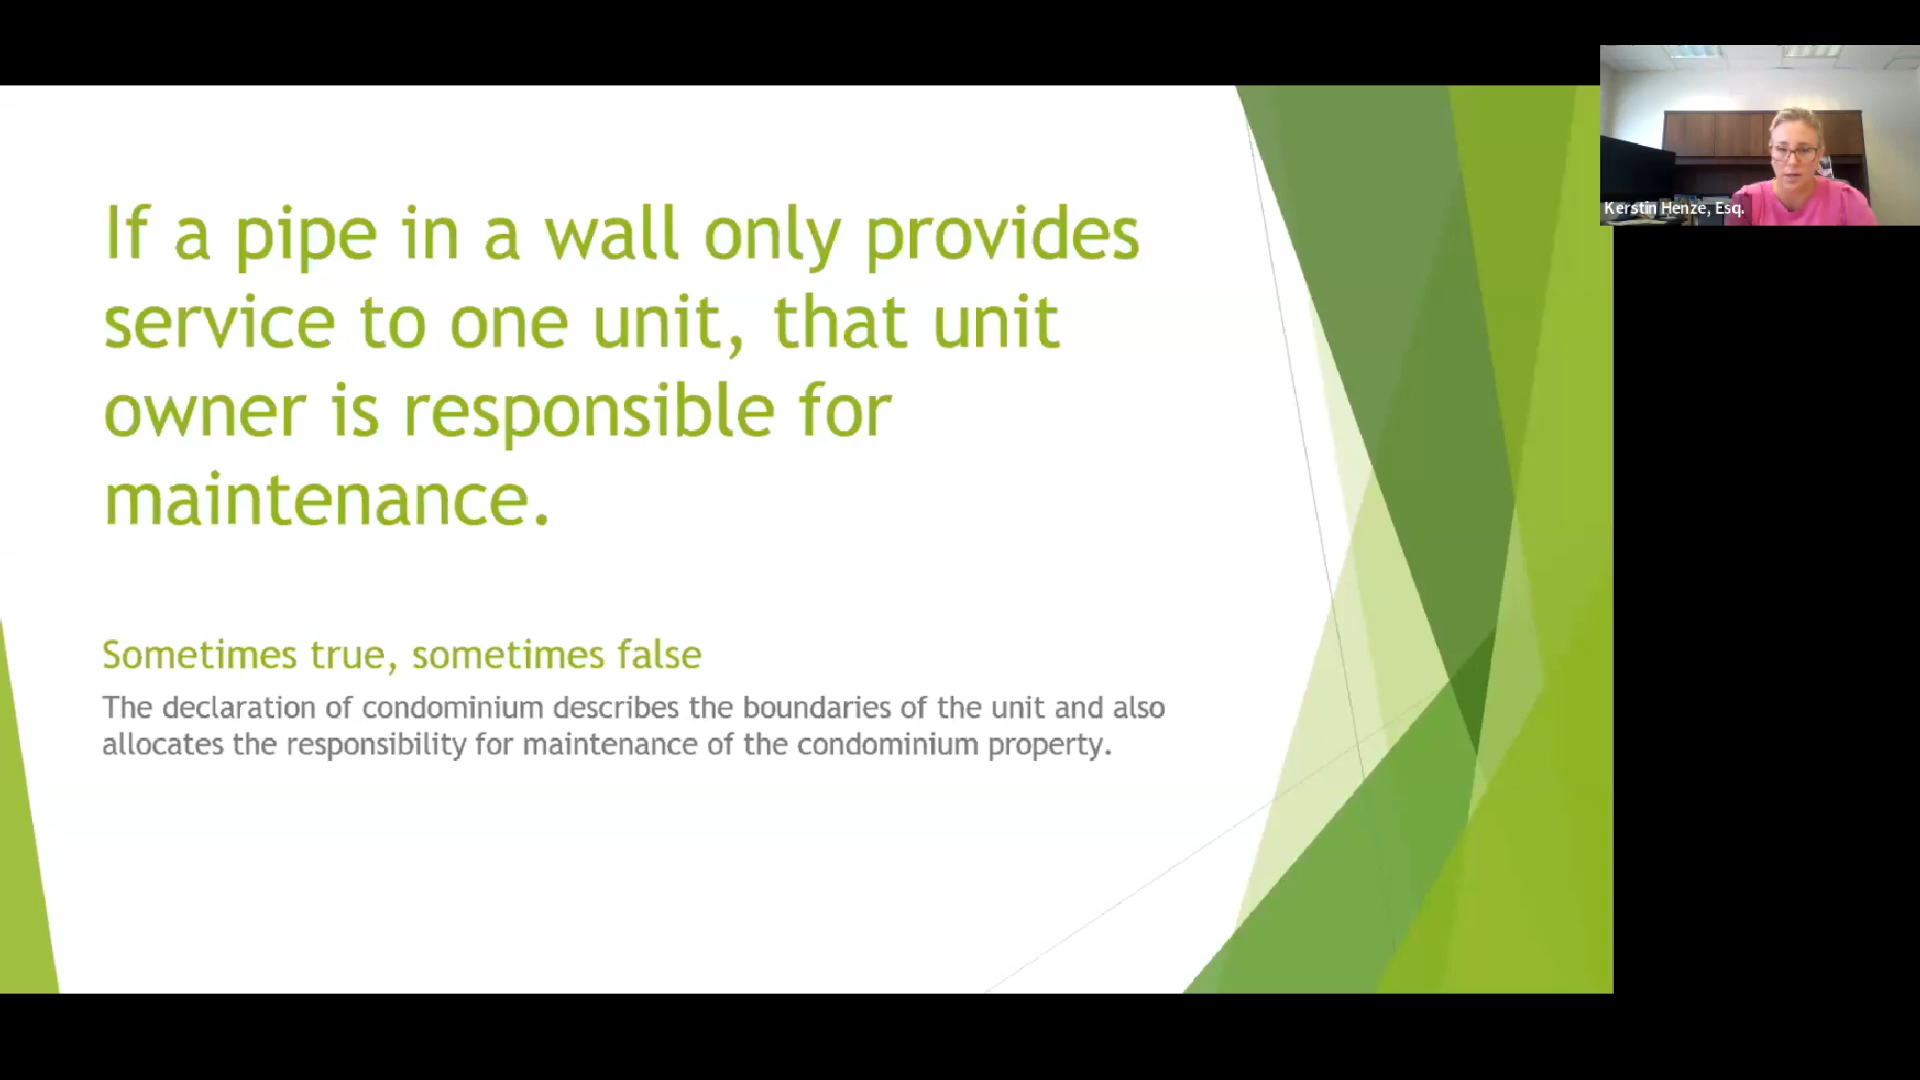 If a pipe in a wall only provides
service to one unit, that unit
owner is responsible for
maintenance.
Sometimes true, sometimes false
The declaration of condominium describes the boundaries of the unit and also
allocates the responsibility for maintenance of the condominium property.
Kerstin Henze, Esq.